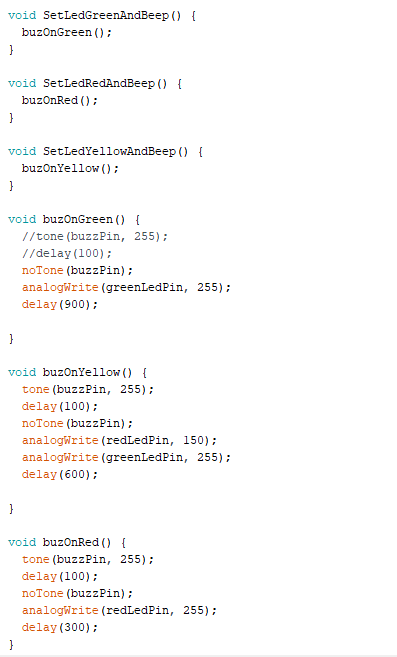 void SetLedGreenAndBeep() {
  buzOnGreen();
}

void SetLedRedAndBeep() {
  buzOnRed();
}

void SetLedYellowAndBeep() {
  buzOnYellow();
}

void buzOnGreen() {
  //tone(buzzPin, 255);
  //delay(100);
  noTone(buzzPin);
  analogWrite(greenLedPin, 255);
  delay(900);

}

void buzOnYellow() {
  tone(buzzPin, 255);
  delay(100);
  noTone(buzzPin);
  analogWrite(redLedPin, 150);
  analogWrite(greenLedPin, 255);
  delay(600);

}

void buzOnRed() {
  tone(buzzPin, 255);
  delay(100);
  noTone(buzzPin);
  analogWrite(redLedPin, 255);
  delay(300);
}